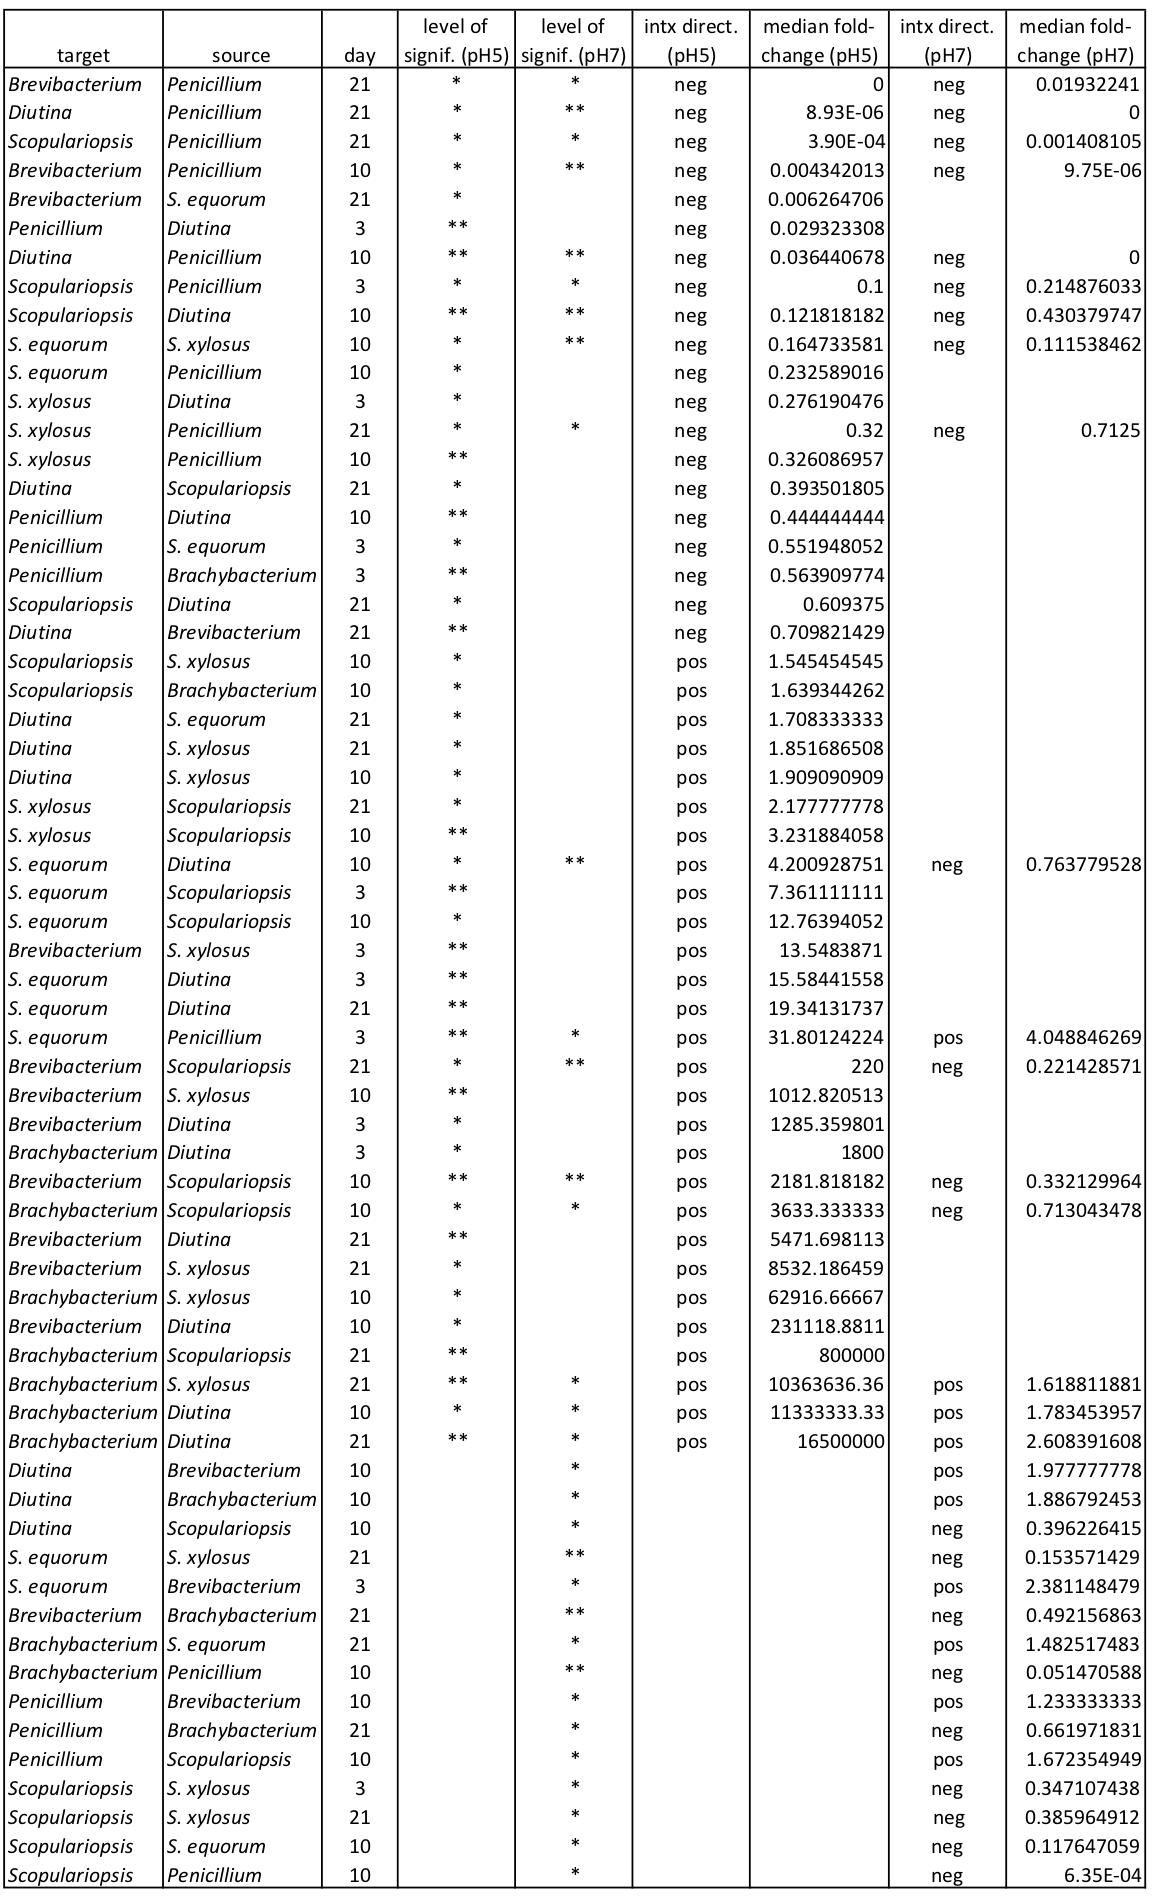 level of level of intx direct. median fold- intx direct. median fold-
target source day signif. (pH5) signif. (pH7) (pH5) change (pH5) (pH7) change (pH7)
Brevibacterium Penicillium 21 * * neg 0 neg 0.01932241
Diutina Penicillium 21 * ** neg 8.93E-06 neg 0
Scopulariopsis Penicillium 21 * * neg 3.90E-04 neg 0.001408105
Brevibacterium Penicillium 10 * ** neg 0.004342013 neg 9.75E-06
Brevibacterium S. equorum 21 * neg 0.006264706
Penicillium Diutina 3 ** neg 0.029323308
Diutina Penicillium 10 ** ** neg 0.036440678 neg 0
Scopulariopsis Penicillium 3 * * neg 0.1 neg 0.214876033
Scopulariopsis Diutina 10 ** ** neg 0.121818182 neg 0.430379747
S. equorum S. xylosus 10 * ** neg 0.164733581 neg 0.111538462
S. equorum Penicillium 10 * neg 0.232589016
S. xylosus Diutina 3 * neg 0.276190476
S. xylosus Penicillium 21 * * neg 0.32 neg 0.7125
S. xylosus Penicillium 10 ** neg 0.326086957
Diutina Scopulariopsis 21 * neg 0.393501805
Penicillium Diutina 10 ** neg 0.444444444
Penicillium S. equorum 3 * neg 0.551948052
Penicillium Brachybacterium 3 ** neg 0.563909774
Scopulariopsis Diutina 21 * neg 0.609375
Diutina Brevibacterium 21 ** neg 0.709821429
Scopulariopsis S. xylosus 10 * pos 1.545454545
Scopulariopsis Brachybacterium 10 * pos 1.639344262
Diutina S. equorum 21 * pos 1.708333333
Diutina S. xylosus 21 * pos 1.851686508
Diutina S. xylosus 10 * pos 1.909090909
S. xylosus Scopulariopsis 21 * pos 2.177777778
S. xylosus Scopulariopsis 10 ** pos 3.231884058
S. equorum Diutina 10 * ** pos 4.200928751 neg 0.763779528
S. equorum Scopulariopsis 3 ** pos 7.361111111
S. equorum Scopulariopsis 10 * pos 12.76394052
Brevibacterium S. xylosus 3 ** pos 13.5483871
S. equorum Diutina 3 ** pos 15.58441558
S. equorum Diutina 21 ** pos 19.34131737
S. equorum Penicillium 3 ** * pos 31.80124224 pos 4.048846269
Brevibacterium Scopulariopsis 21 * ** pos 220 neg 0.221428571
Brevibacterium S. xylosus 10 ** pos 1012.820513
Brevibacterium Diutina 3 * pos 1285.359801
Brachybacterium Diutina 3 * pos 1800
Brevibacterium Scopulariopsis 10 ** ** pos 2181.818182 neg 0.332129964
Brachybacterium Scopulariopsis 10 * * pos 3633.333333 neg 0.713043478
Brevibacterium Diutina 21 ** pos 5471.698113
Brevibacterium S. xylosus 21 * pos 8532.186459
Brachybacterium S. xylosus 10 * pos 62916.66667
Brevibacterium Diutina 10 * pos 231118.8811
Brachybacterium Scopulariopsis 21 ** pos 800000
Brachybacterium S. xylosus 21 ** * pos 10363636.36 pos 1.618811881
Brachybacterium Diutina 10 * * pos 11333333.33 pos 1.783453957
Brachybacterium Diutina 21 ** * pos 16500000 pos 2.608391608
Diutina Brevibacterium 10 * pos 1.977777778
Diutina Brachybacterium 10 * pos 1.886792453
Diutina Scopulariopsis 10 * neg 0.396226415
S. equorum S. xylosus 21 ** neg 0.153571429
S. equorum Brevibacterium 3 * pos 2.381148479
Brevibacterium Brachybacterium 21 ** neg 0.492156863
Brachybacterium S. equorum 21 * pos 1.482517483
Brachybacterium Penicillium 10 ** neg 0.051470588
Penicillium Brevibacterium 10 * pos 1.233333333
Penicillium Brachybacterium 21 * neg 0.661971831
Penicillium Scopulariopsis 10 * pos 1.672354949
Scopulariopsis S. xylosus 3 * neg 0.347107438
Scopulariopsis S. xylosus 21 * neg 0.385964912
Scopulariopsis S. equorum 10 * neg 0.117647059
Scopulariopsis Penicillium 10 * neg 6.35E-04